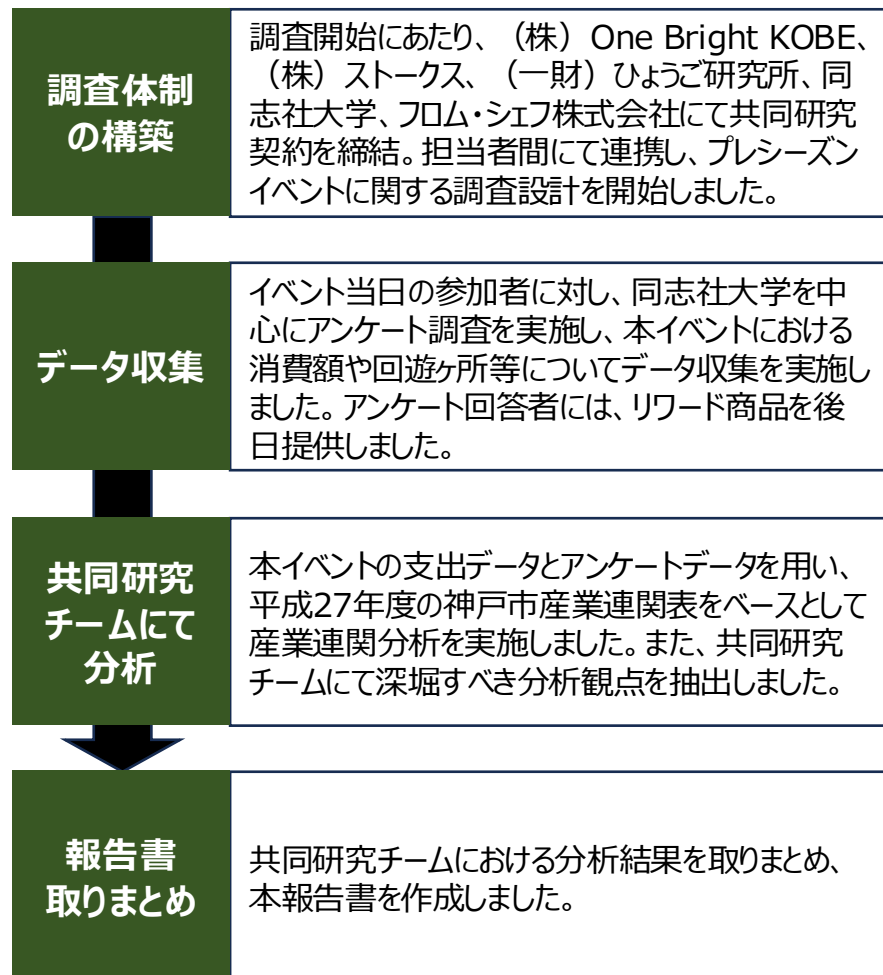 調査体制
の構築
調査開始にあたり、（株）One Bright KOBE、
（株）ストークス、（一財）ひょうご研究所、同
志社大学、フロム・シェフ株式会社にて共同研究
契約を締結。担当者間にて連携し、プレシーズン
イベントに関する調査設計を開始しました。
データ収集
イベント当日の参加者に対し、同志社大学を中
心にアンケート調査を実施し、本イベントにおける
消費額や回遊ヶ所等についてデータ収集を実施し
ました。アンケート回答者には、リワード商品を後
日提供しました。
共同研究
チームにて
分析
本イベントの支出データとアンケートデータを用い、
平成27年度の神戸市産業連関表をベースとして
産業連関分析を実施しました。また、共同研究
チームにて深堀すべき分析観点を抽出しました。
報告書
取りまとめ
共同研究チームにおける分析結果を取りまとめ、
本報告書を作成しました。